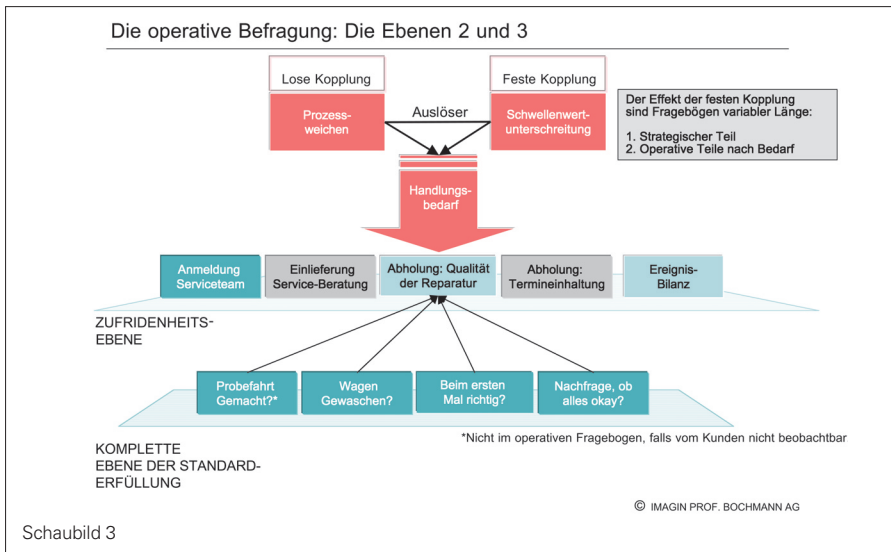 Die operative Befragung: Die Ebenen 2 und 3
Lose Kopplung
Feste Kopplung
Prozess-
weichen
Auslöser
Schwellenwert-
unterschreitung
Der Effekt der festen Kopplung
sind Fragebögen variabler Länge:
1. Strategischer Teil
2. Operative Teile nach Bedarf
Handlungs-
bedarf
Anmeldung
Serviceteam
Einlieferung
Service-Beratung
Abholung: Qualität
der Reparatur
Abholung:
Termineinhaltung
Ereignis-
Bilanz
ZUFRIDENHEITS-
EBENE
Probefahrt
Gemacht?*
Wagen
Gewaschen?
Beim ersten
Mal richtig?
Nachfrage, ob
alles okay?
*Nicht im operativen Fragebogen, falls vom Kunden nicht beobachtbar
KOMPLETTE
EBENE DER STANDARD-
ERFÜLLUNG
© IMAGIN PROF. BOCHMANN AG
Schaubild 3